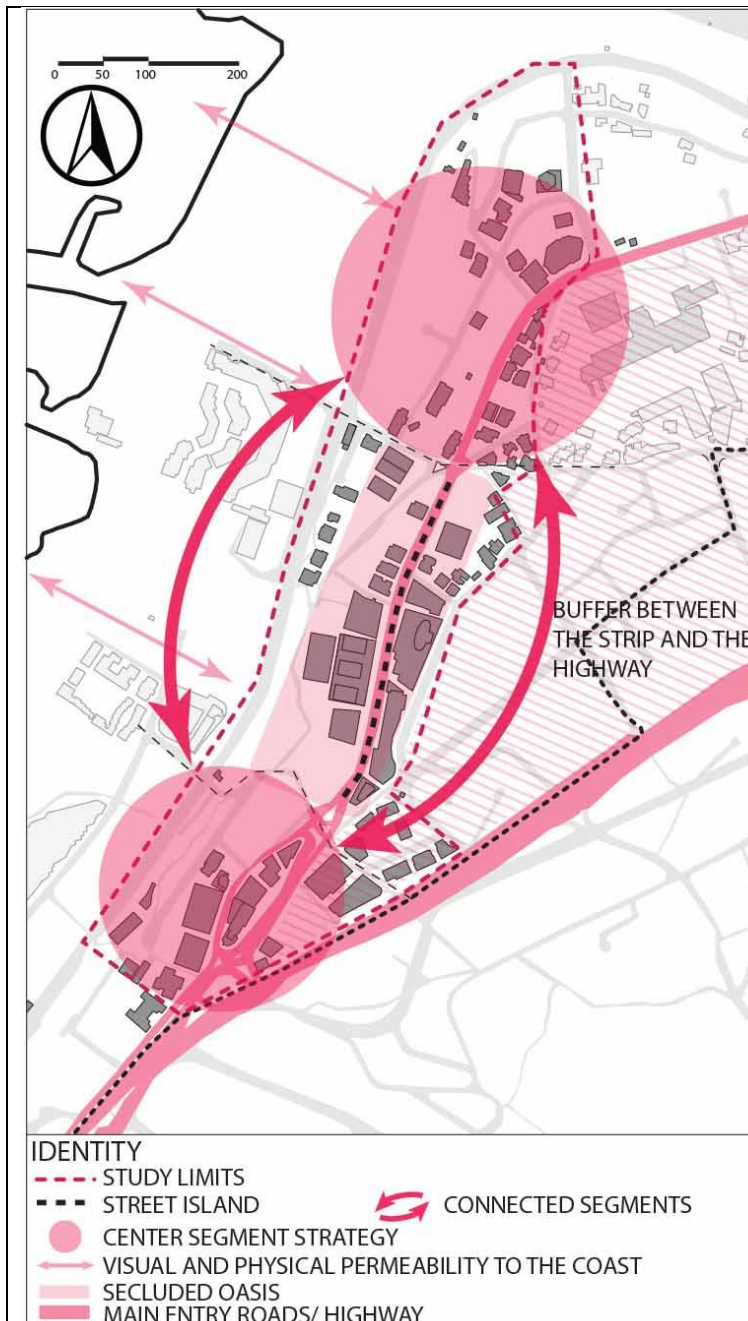 0 50 100 200
BUFFER BETWEEN
THE STRIP AND THE
HIGHWAY
IDENTITY
STUDY LIMITS
STREET ISLAND
CONNECTED SEGMENTS
CENTER SEGMENT STRATEGY
VISUAL AND PHYSICAL PERMEABILITY TO THE COAST
SECLUDED OASIS
MAIN ENTRY ROADS/ HIGHWAY